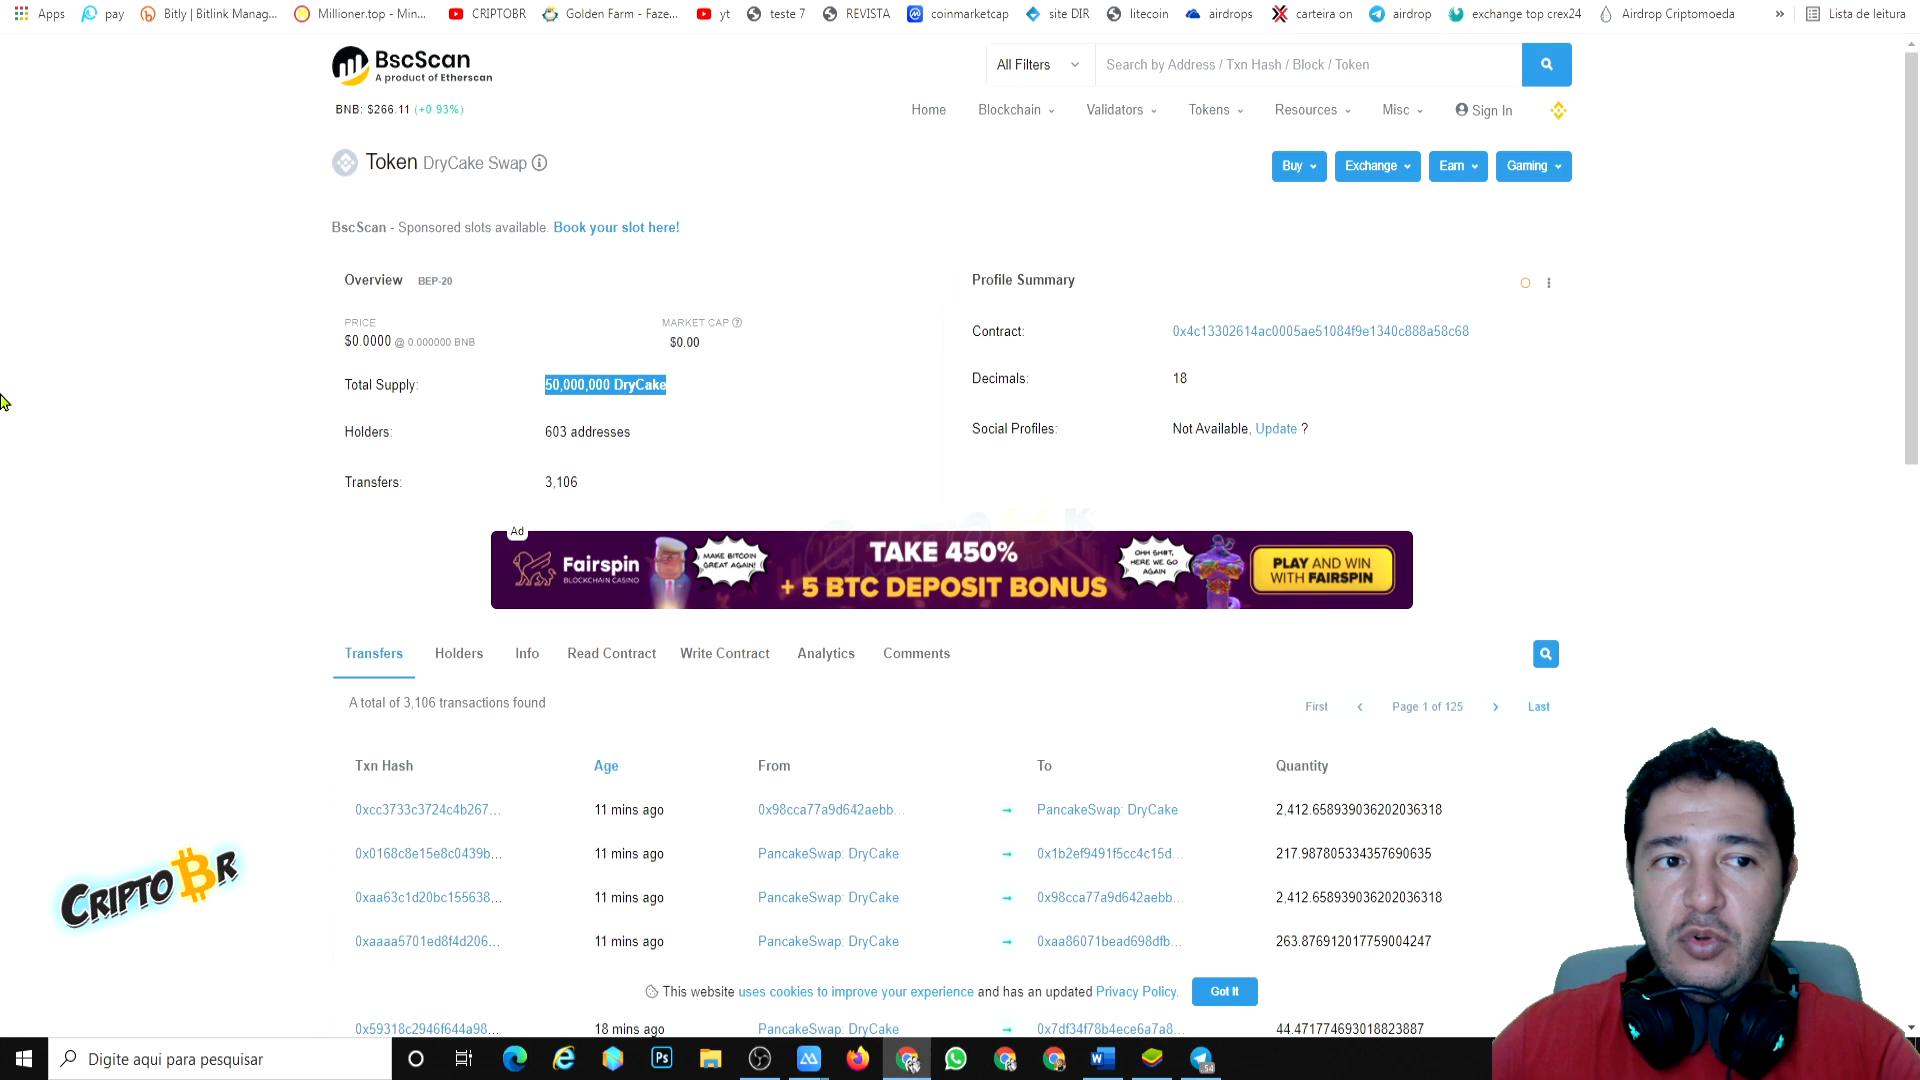 Apps pay Bitly | Bitlink Manag... Millioner.top - Min... CRIPTOBR Golden Farm - Faze... yt teste 7 REVISTA coinmarketcap site DIR litecoin airdrops carteira on airdrop exchange top crex24 Airdrop Criptomoeda » Lista de leitura
BscScan
A product of Etherscan
All Filters Search by Address / Txn Hash / Block / Token
BNB: $266.11 (+0.93%)
Home Blockchain Validators Tokens Resources Misc Sign In
Token DryCake Swap
Buy Exchange Earn Gaming
BscScan - Sponsored slots available. Book your slot here!
Overview BEP-20
Profile Summary
PRICE MARKET CAP
$0.0000 @ 0.000000 BNB $0.00
Contract: 0x4c13302614ac0005ae51084f9e1340c888a58c68
Total Supply: 50,000,000 DryCake
Decimals: 18
Holders: 603 addresses
Social Profiles: Not Available, Update ?
Transfers: 3,106
Ad
Fairspin
BLOCKCHAIN CASINO
MAKE BITCOIN
GREAT AGAIN!
TAKE 450%
+ 5 BTC DEPOSIT BONUS
OHH SH#T,
HERE WE GO
AGAIN
PLAY AND WIN
WITH FAIRSPIN
Transfers Holders Info Read Contract Write Contract Analytics Comments
A total of 3,106 transactions found
First Page 1 of 125 Last
Txn Hash Age From To Quantity
0xcc3733c3724c4b267... 11 mins ago 0x98cca77a9d642aebb... PancakeSwap: DryCake 2,412.658939036202036318
0x0168c8e15e8c0439b... 11 mins ago PancakeSwap: DryCake 0x1b2ef9491f5cc4c15d... 217.987805334357690635
0xaa63c1d20bc155638... 11 mins ago PancakeSwap: DryCake 0x98cca77a9d642aebb... 2,412.658939036202036318
0xaaaa5701ed8f4d206... 11 mins ago PancakeSwap: DryCake 0xaa86071bead698dfb... 263.876912017759004247
CRIPTO BR
This website uses cookies to improve your experience and has an updated Privacy Policy. Got It
0x59318c2946f644a98... 18 mins ago PancakeSwap: DryCake 0x7df34f78b4ece6a7a8... 44.471774693018823887
Digite aqui para pesquisar
Ps
54